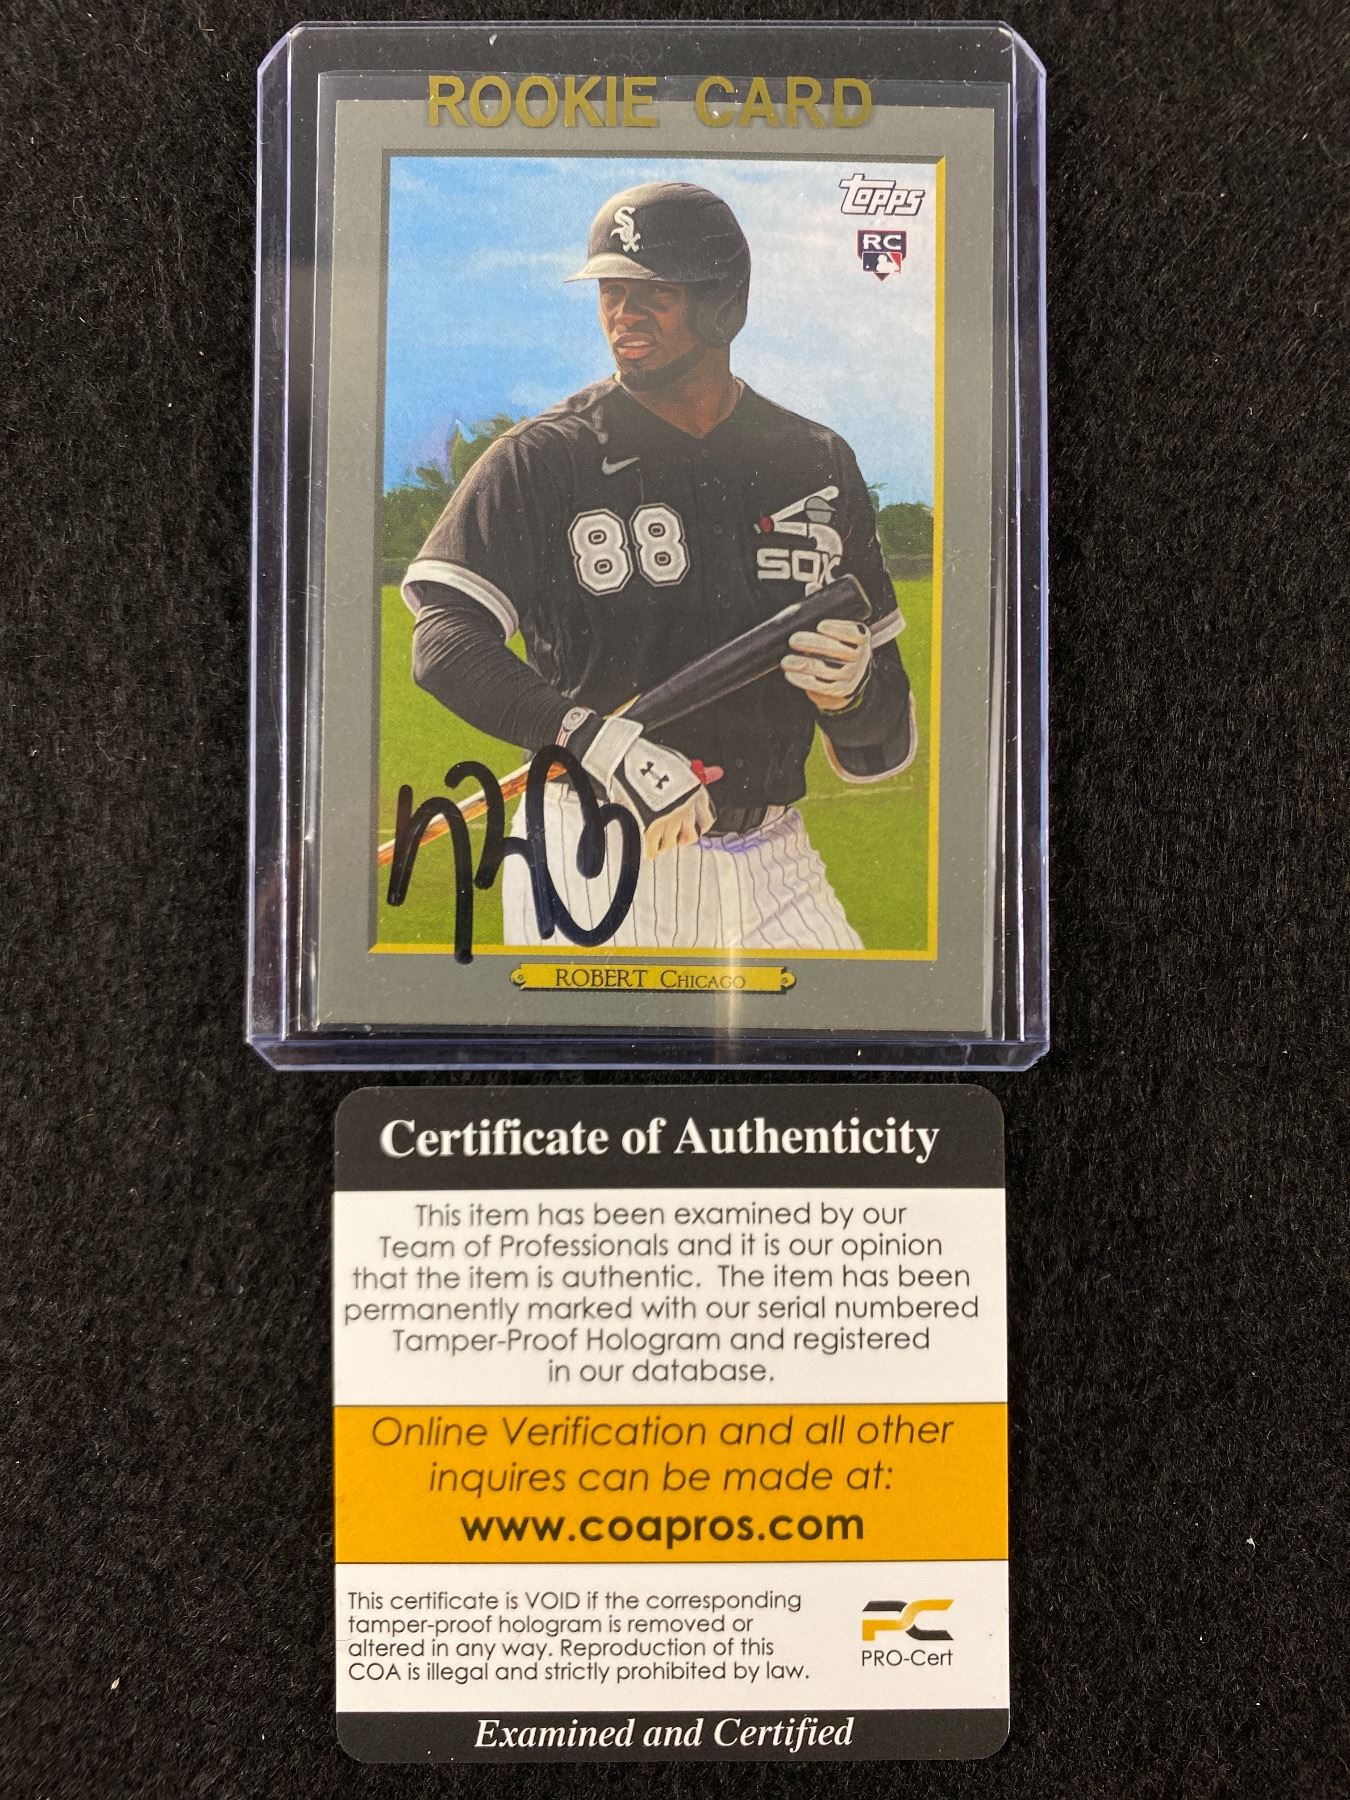 ROOKIE CARD
Topps
RC
Sox
88
SOX
ROBERT CHICAGO
Certificate of Authenticity
This item has been examined by our
Team of Professionals and it is our opinion
that the item is authentic. The item has been
permanently marked with our serial numbered
Tamper-Proof Hologram and registered
in our database.
Online Verification and all other
inquires can be made at:
www.coapros.com
This certificate is VOID if the corresponding
tamper-proof hologram is removed or
altered in any way. Reproduction of this
COA is illegal and strictly prohibited by law.
PC
PRO-Cert
Examined and Certified